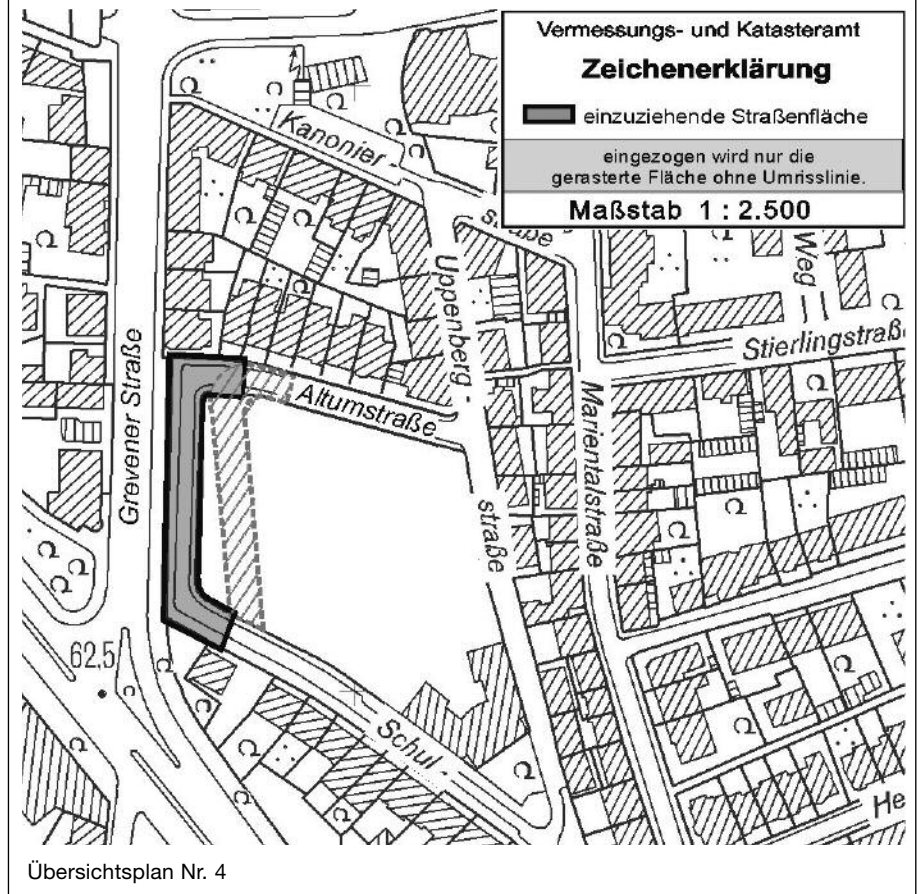 Vermessungs- und Katasteramt
Zeichenerklärung
einzuziehende Straßenfläche
eingezogen wird nur die
gerasterte Fläche ohne Umrisslinie.
Maßstab 1 : 2.500
Kanonier-
straße
Uppenberg-
straße
Weg
Stierlingstraße
Grevener Straße
Altumstraße
Marientalstraße
62,5
Schul-
He
Übersichtsplan Nr. 4